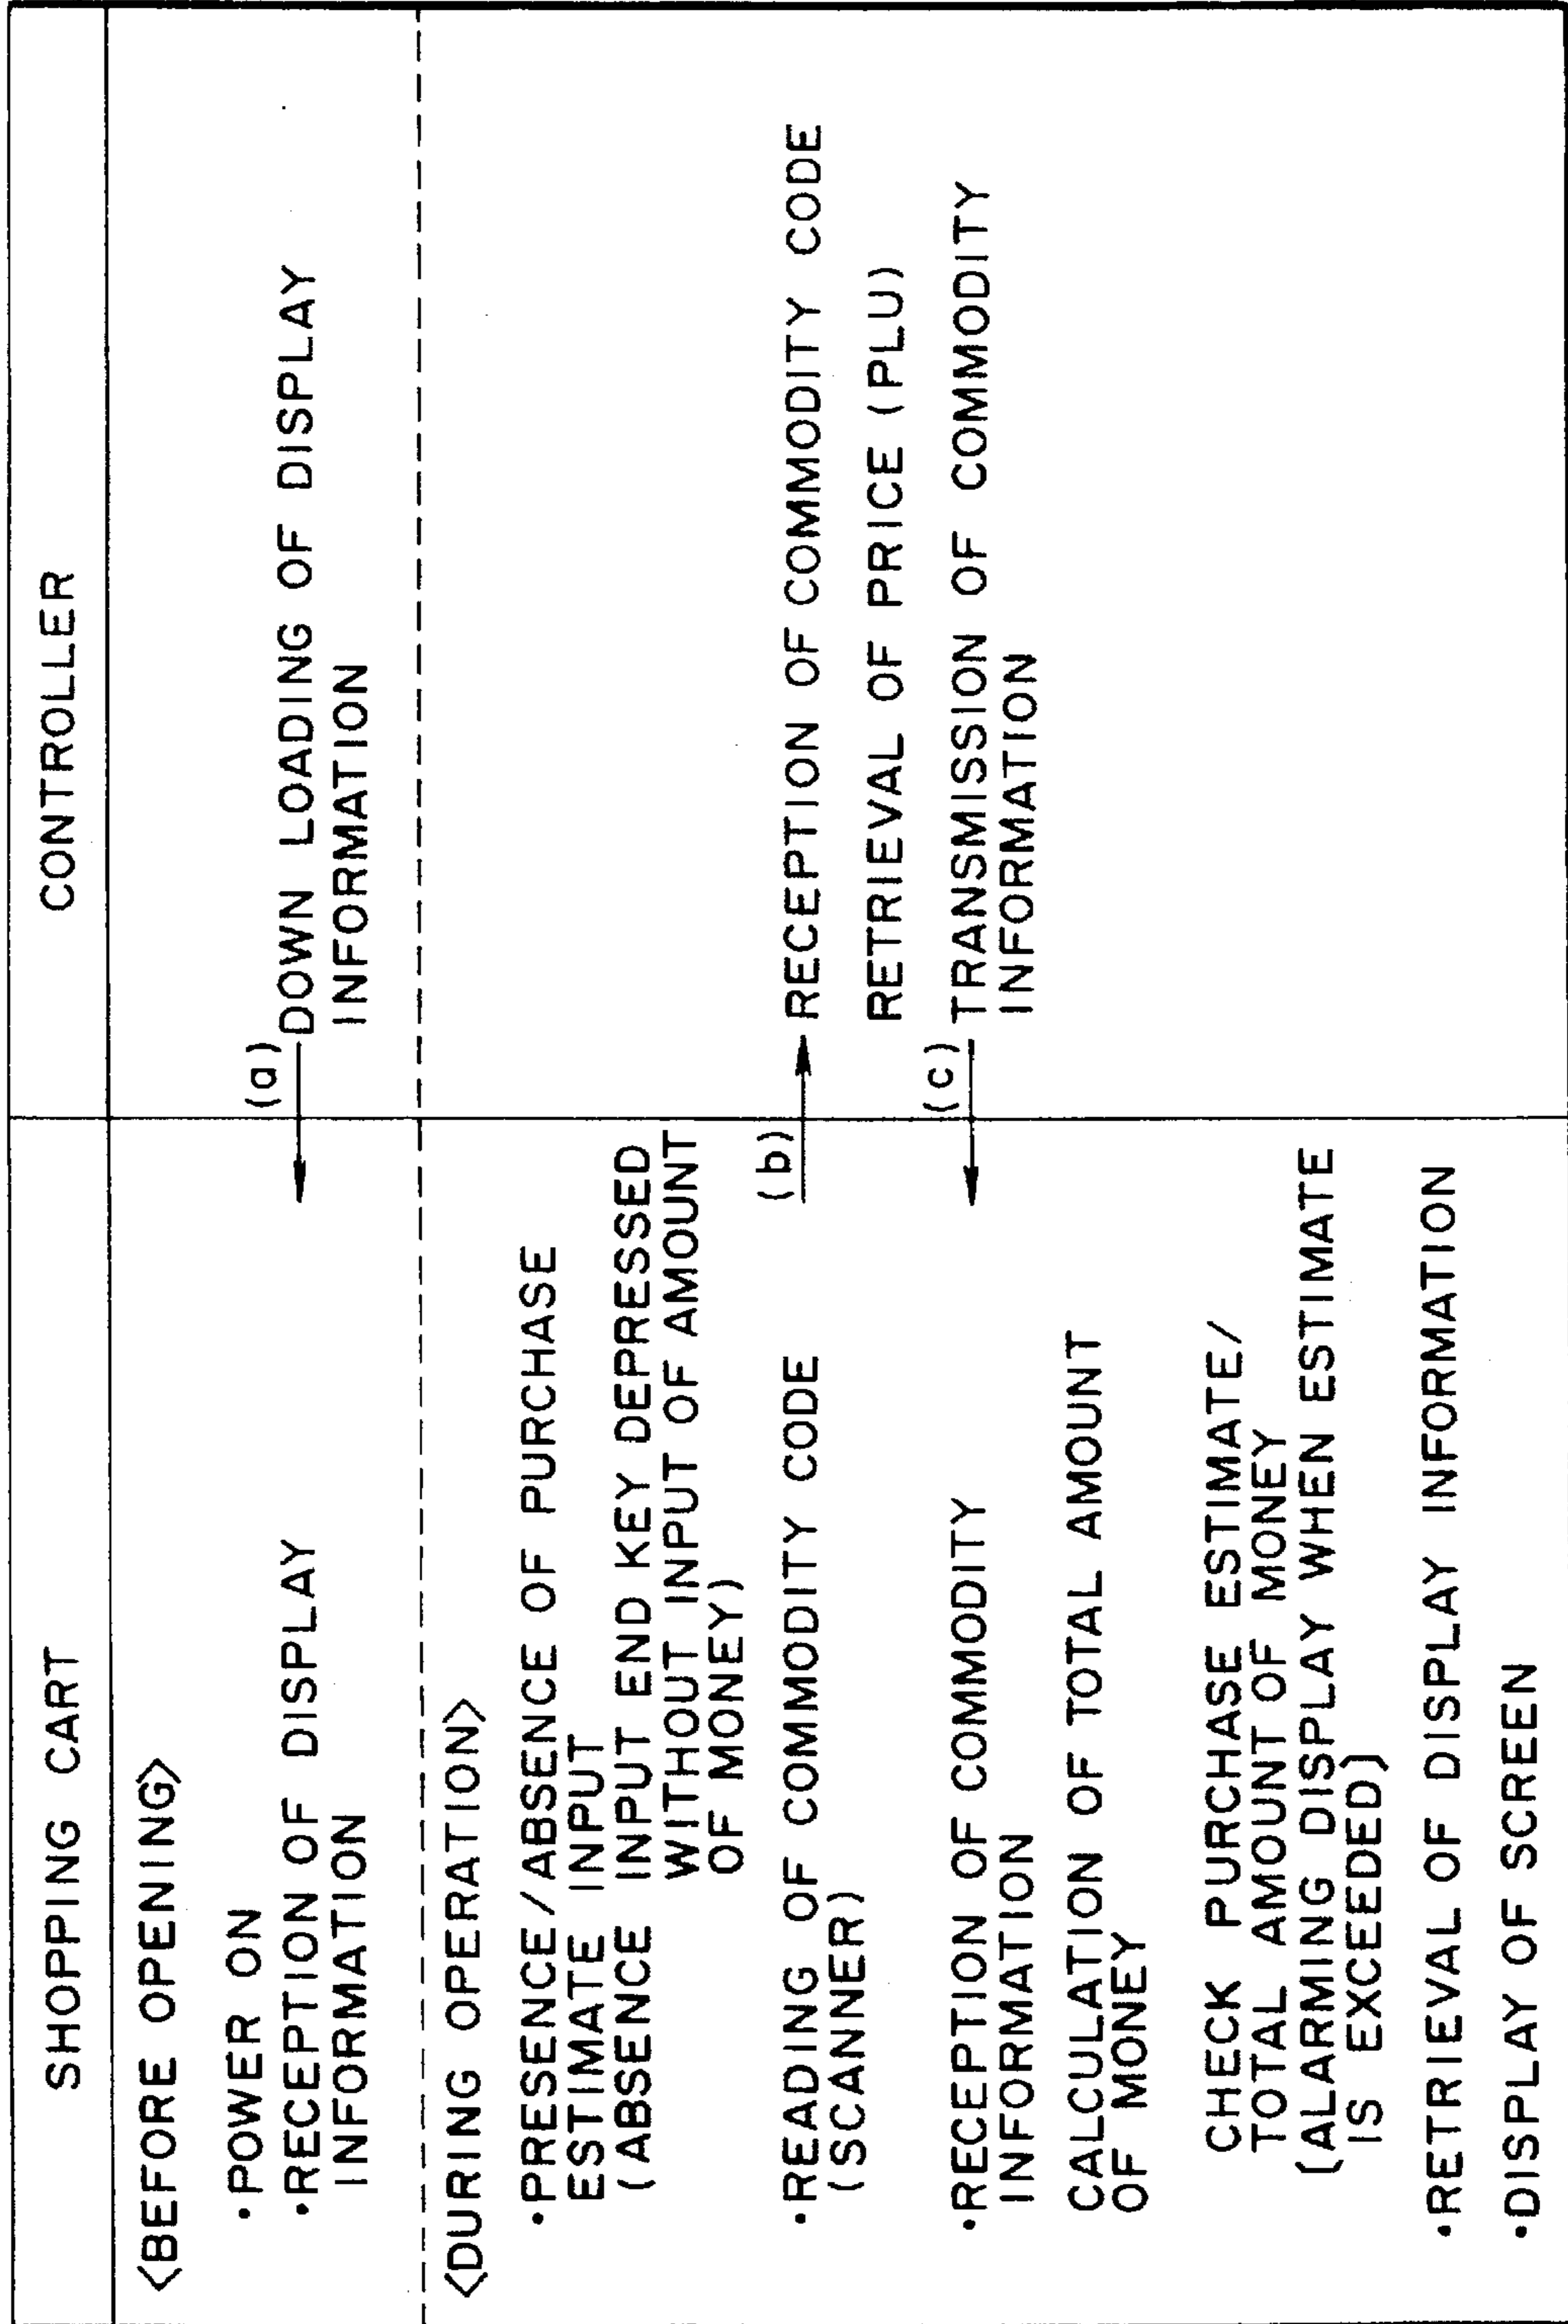 SHOPPING CART
CONTROLLER
<BEFORE OPENING>
•POWER ON
•RECEPTION OF DISPLAY
INFORMATION
(a)
DOWN LOADING OF DISPLAY
INFORMATION
<DURING OPERATION>
•PRESENCE/ABSENCE OF PURCHASE
ESTIMATE INPUT
(ABSENCE INPUT END KEY DEPRESSED
WITHOUT INPUT OF AMOUNT
OF MONEY)
•READING OF COMMODITY CODE
(SCANNER)
(b)
RECEPTION OF COMMODITY CODE
RETRIEVAL OF PRICE (PLU)
(c)
TRANSMISSION OF COMMODITY
INFORMATION
•RECEPTION OF COMMODITY
INFORMATION
CALCULATION OF TOTAL AMOUNT
OF MONEY
CHECK PURCHASE ESTIMATE/
TOTAL AMOUNT OF MONEY
(ALARMING DISPLAY WHEN ESTIMATE
IS EXCEEDED)
•RETRIEVAL OF DISPLAY INFORMATION
•DISPLAY OF SCREEN